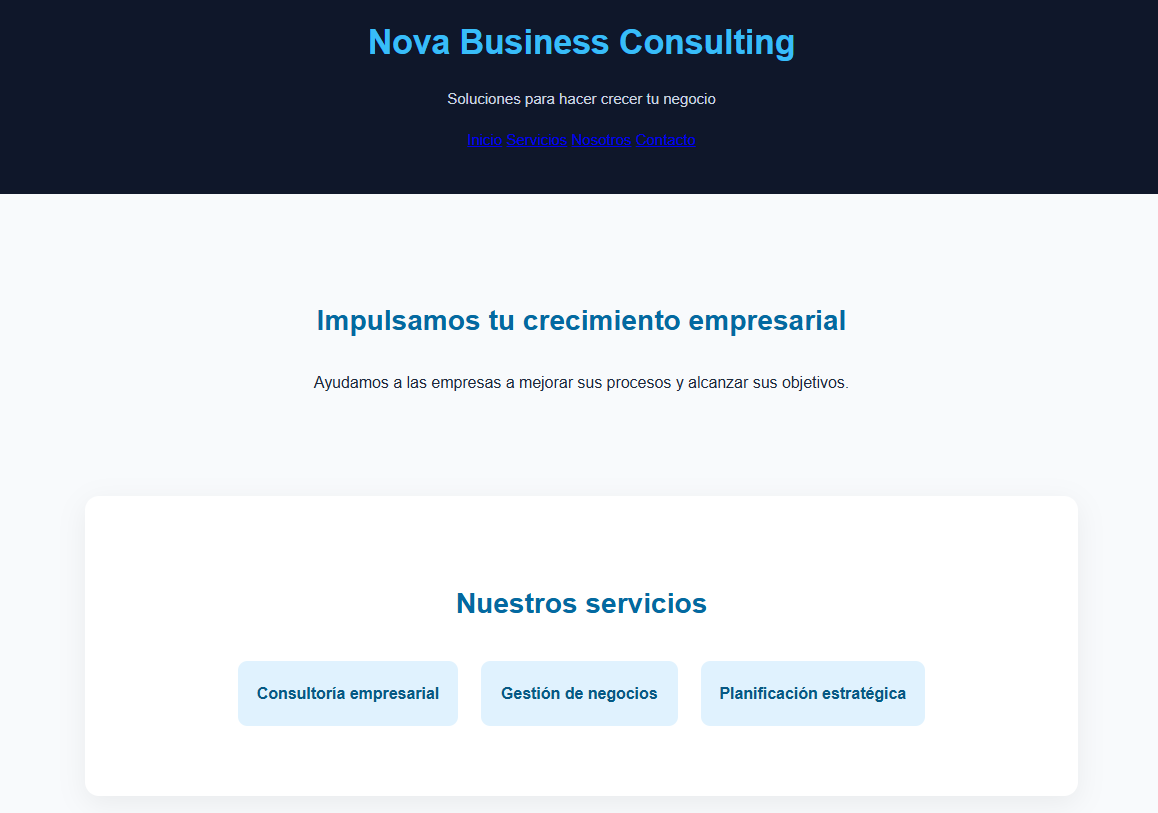 Nova Business Consulting
Soluciones para hacer crecer tu negocio
Inicio Servicios Nosotros Contacto
Impulsamos tu crecimiento empresarial
Ayudamos a las empresas a mejorar sus procesos y alcanzar sus objetivos.
Nuestros servicios
Consultoría empresarial Gestión de negocios Planificación estratégica